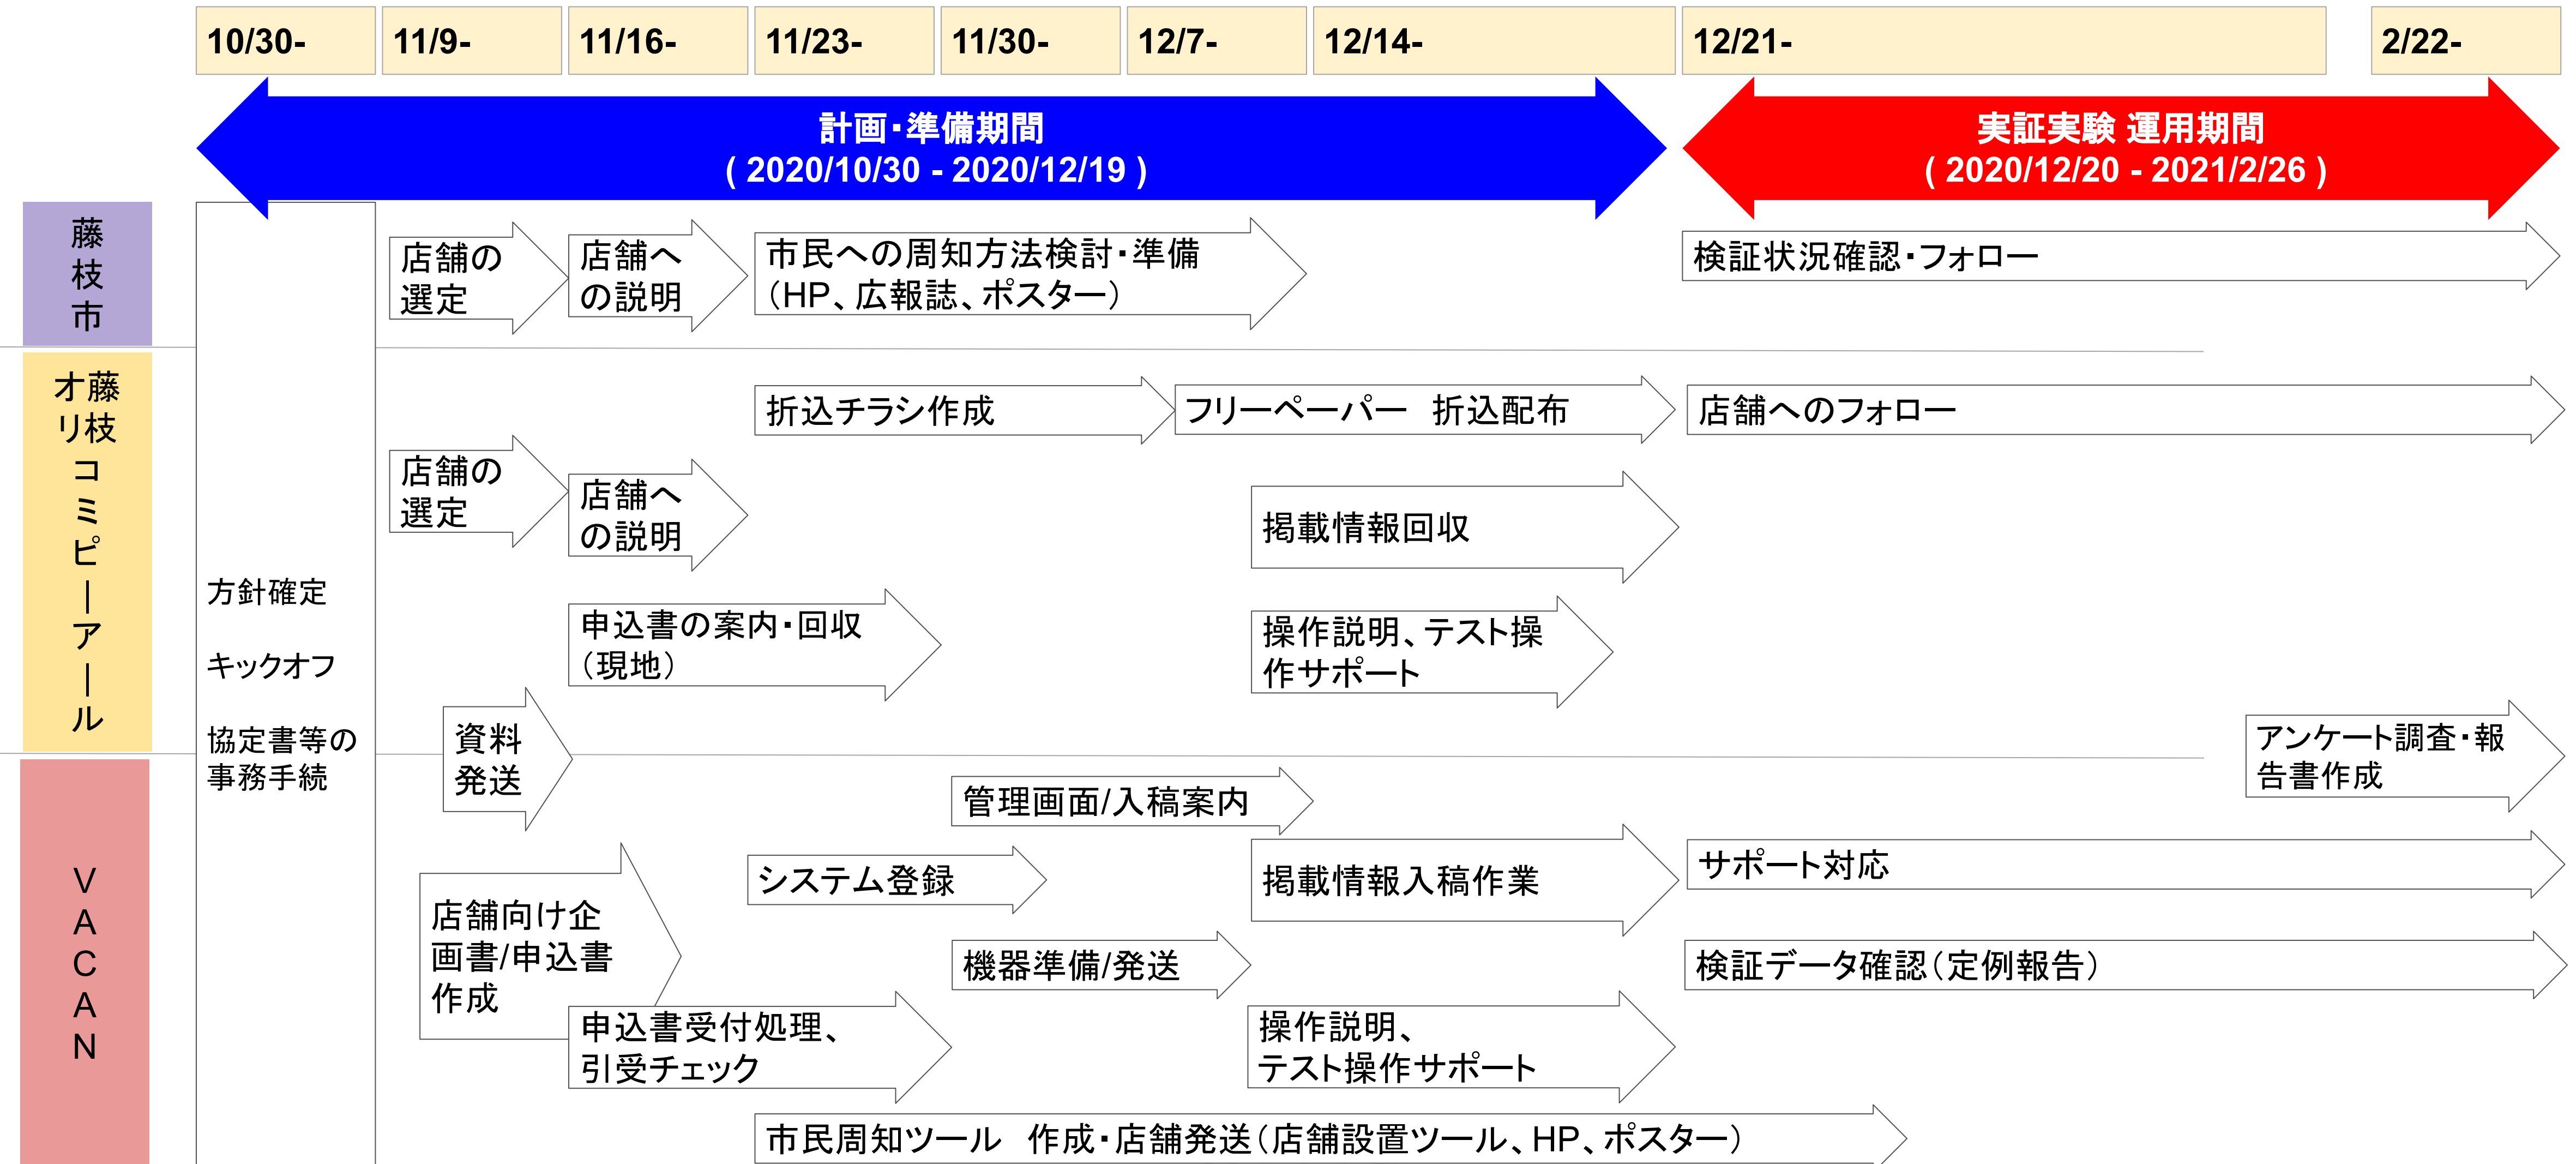 10/30-
11/9-
11/16-
11/23-
11/30-
12/7-
12/14-
12/21-
2/22-
計画・準備期間
( 2020/10/30 - 2020/12/19 )
実証実験 運用期間
( 2020/12/20 - 2021/2/26 )
藤枝市
店舗の
選定
店舗へ
の説明
市民への周知方法検討・準備
（HP、広報誌、ポスター）
検証状況確認・フォロー
方針確定
キックオフ
協定書等の
事務手続
藤枝
オリコミピーアール
折込チラシ作成
フリーペーパー　折込配布
店舗へのフォロー
店舗の
選定
店舗へ
の説明
掲載情報回収
申込書の案内・回収
（現地）
操作説明、テスト操
作サポート
資料
発送
アンケート調査・報
告書作成
VACAN
管理画面/入稿案内
システム登録
掲載情報入稿作業
サポート対応
店舗向け企
画書/申込書
作成
機器準備/発送
検証データ確認（定例報告）
申込書受付処理、
引受チェック
操作説明、
テスト操作サポート
市民周知ツール　作成・店舗発送（店舗設置ツール、HP、ポスター）